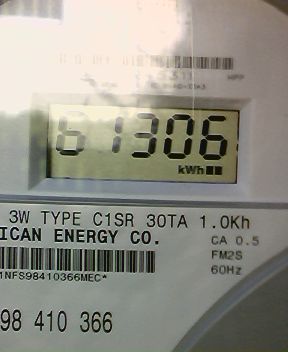 61306
kWh
3W TYPE C1SR 30TA 1.0Kh
ICAN ENERGY CO.
CA 0.5
FM2S
60Hz
1NFS98410366MEC*
98 410 366